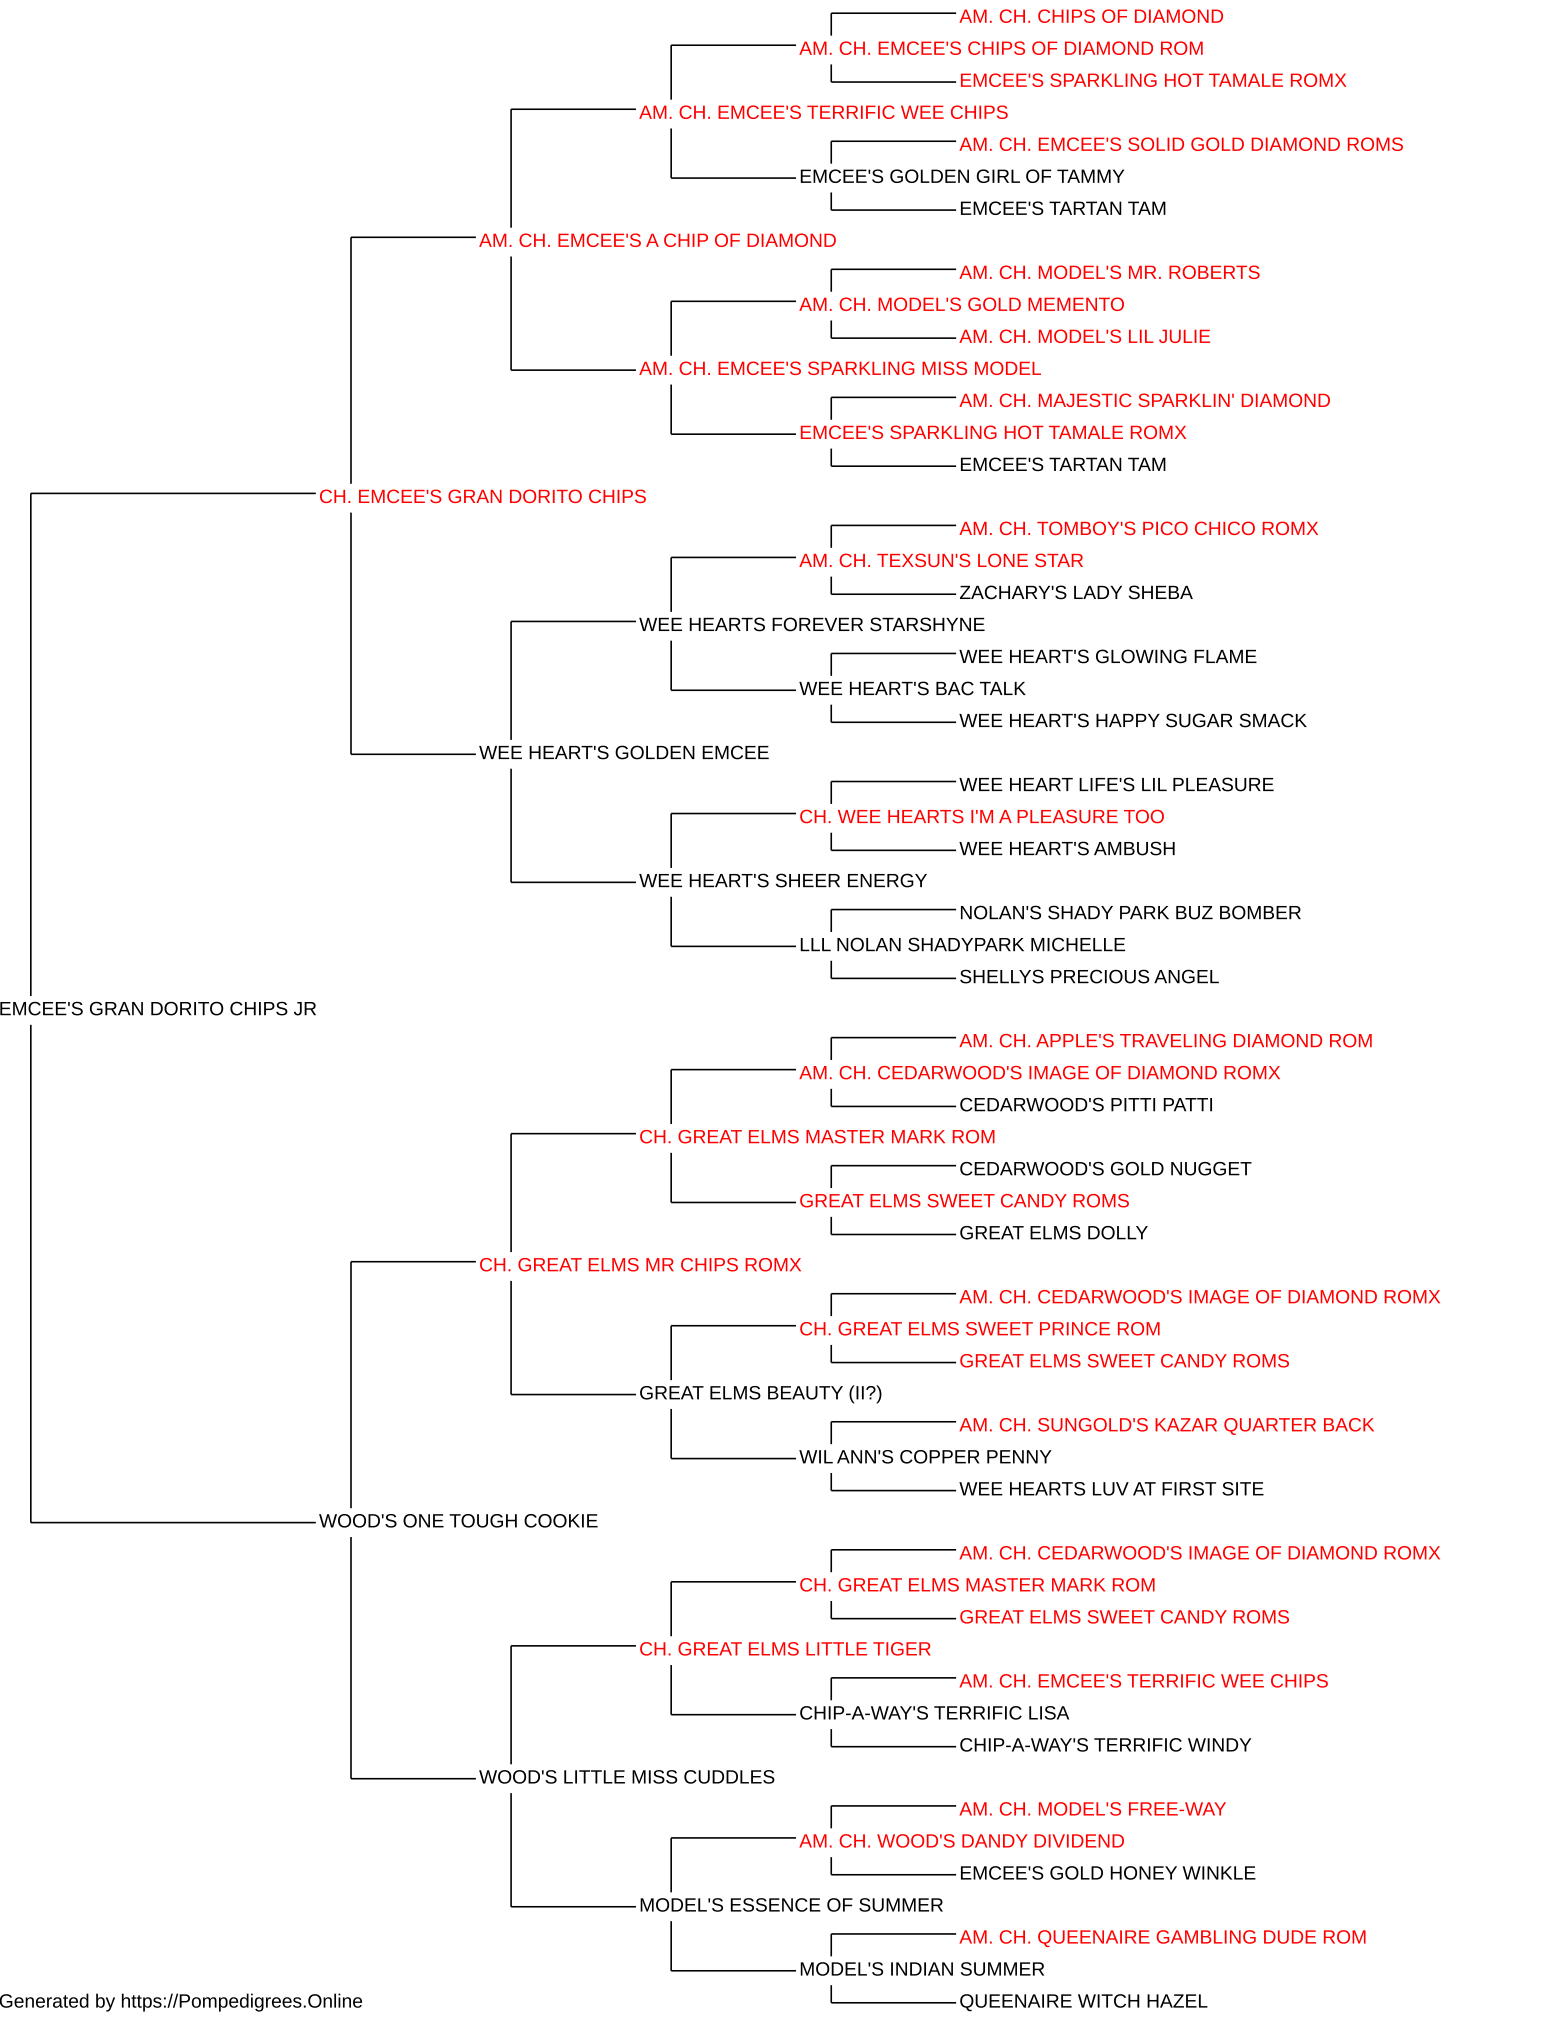 AM. CH. CHIPS OF DIAMOND
AM. CH. EMCEE'S CHIPS OF DIAMOND ROM
EMCEE'S SPARKLING HOT TAMALE ROMX
AM. CH. EMCEE'S TERRIFIC WEE CHIPS
AM. CH. EMCEE'S SOLID GOLD DIAMOND ROMS
EMCEE'S GOLDEN GIRL OF TAMMY
EMCEE'S TARTAN TAM
AM. CH. EMCEE'S A CHIP OF DIAMOND
AM. CH. MODEL'S MR. ROBERTS
AM. CH. MODEL'S GOLD MEMENTO
AM. CH. MODEL'S LIL JULIE
AM. CH. EMCEE'S SPARKLING MISS MODEL
AM. CH. MAJESTIC SPARKLIN' DIAMOND
EMCEE'S SPARKLING HOT TAMALE ROMX
EMCEE'S TARTAN TAM
CH. EMCEE'S GRAN DORITO CHIPS
AM. CH. TOMBOY'S PICO CHICO ROMX
AM. CH. TEXSUN'S LONE STAR
ZACHARY'S LADY SHEBA
WEE HEARTS FOREVER STARSHYNE
WEE HEART'S GLOWING FLAME
WEE HEART'S BAC TALK
WEE HEART'S HAPPY SUGAR SMACK
WEE HEART'S GOLDEN EMCEE
WEE HEART LIFE'S LIL PLEASURE
CH. WEE HEARTS I'M A PLEASURE TOO
WEE HEART'S AMBUSH
WEE HEART'S SHEER ENERGY
NOLAN'S SHADY PARK BUZ BOMBER
LLL NOLAN SHADYPARK MICHELLE
SHELLYS PRECIOUS ANGEL
EMCEE'S GRAN DORITO CHIPS JR
AM. CH. APPLE'S TRAVELING DIAMOND ROM
AM. CH. CEDARWOOD'S IMAGE OF DIAMOND ROMX
CEDARWOOD'S PITTI PATTI
CH. GREAT ELMS MASTER MARK ROM
CEDARWOOD'S GOLD NUGGET
GREAT ELMS SWEET CANDY ROMS
GREAT ELMS DOLLY
CH. GREAT ELMS MR CHIPS ROMX
AM. CH. CEDARWOOD'S IMAGE OF DIAMOND ROMX
CH. GREAT ELMS SWEET PRINCE ROM
GREAT ELMS SWEET CANDY ROMS
GREAT ELMS BEAUTY (II?)
AM. CH. SUNGOLD'S KAZAR QUARTER BACK
WIL ANN'S COPPER PENNY
WEE HEARTS LUV AT FIRST SITE
WOOD'S ONE TOUGH COOKIE
AM. CH. CEDARWOOD'S IMAGE OF DIAMOND ROMX
CH. GREAT ELMS MASTER MARK ROM
GREAT ELMS SWEET CANDY ROMS
CH. GREAT ELMS LITTLE TIGER
AM. CH. EMCEE'S TERRIFIC WEE CHIPS
CHIP-A-WAY'S TERRIFIC LISA
CHIP-A-WAY'S TERRIFIC WINDY
WOOD'S LITTLE MISS CUDDLES
AM. CH. MODEL'S FREE-WAY
AM. CH. WOOD'S DANDY DIVIDEND
EMCEE'S GOLD HONEY WINKLE
MODEL'S ESSENCE OF SUMMER
AM. CH. QUEENAIRE GAMBLING DUDE ROM
MODEL'S INDIAN SUMMER
QUEENAIRE WITCH HAZEL
Generated by https://Pompedigrees.Online